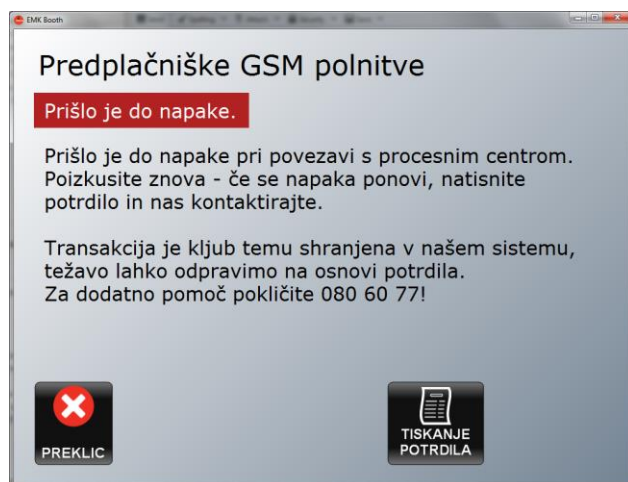 EMK Booth
Predplačniške GSM polnitve
Prišlo je do napake.
Prišlo je do napake pri povezavi s procesnim centrom.
Poizkusite znova - če se napaka ponovi, natisnite
potrdilo in nas kontaktirajte.
Transakcija je kljub temu shranjena v našem sistemu,
težavo lahko odpravimo na osnovi potrdila.
Za dodatno pomoč pokličite 080 60 77!
PREKLIC
TISKANJE
POTRDILA